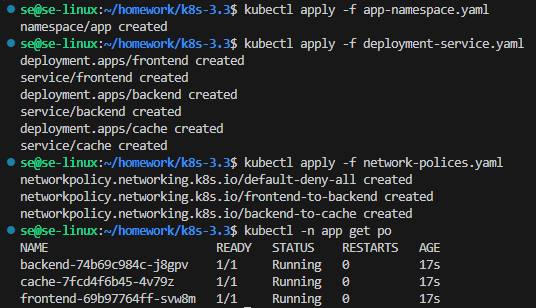 se@se-linux:~/homework/k8s-3.3$ kubectl apply -f app-namespace.yaml
namespace/app created
se@se-linux:~/homework/k8s-3.3$ kubectl apply -f deployment-service.yaml
deployment.apps/frontend created
service/frontend created
deployment.apps/backend created
service/backend created
deployment.apps/cache created
service/cache created
se@se-linux:~/homework/k8s-3.3$ kubectl apply -f network-polices.yaml
networkpolicy.networking.k8s.io/default-deny-all created
networkpolicy.networking.k8s.io/frontend-to-backend created
networkpolicy.networking.k8s.io/backend-to-cache created
se@se-linux:~/homework/k8s-3.3$ kubectl -n app get po
NAME READY STATUS RESTARTS AGE
backend-74b69c984c-j8gpv 1/1 Running 0 17s
cache-7fcd4f6b45-4v79z 1/1 Running 0 17s
frontend-69b97764ff-svw8m 1/1 Running 0 17s